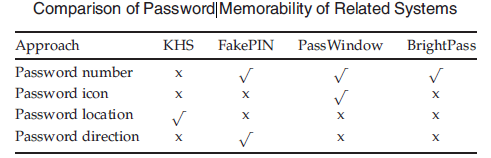 Comparison of Password|Memorability of Related Systems
Approach KHS FakePIN PassWindow BrightPass
Password number x √ √ √
Password icon x x √ x
Password location √ x x x
Password direction x √ x x